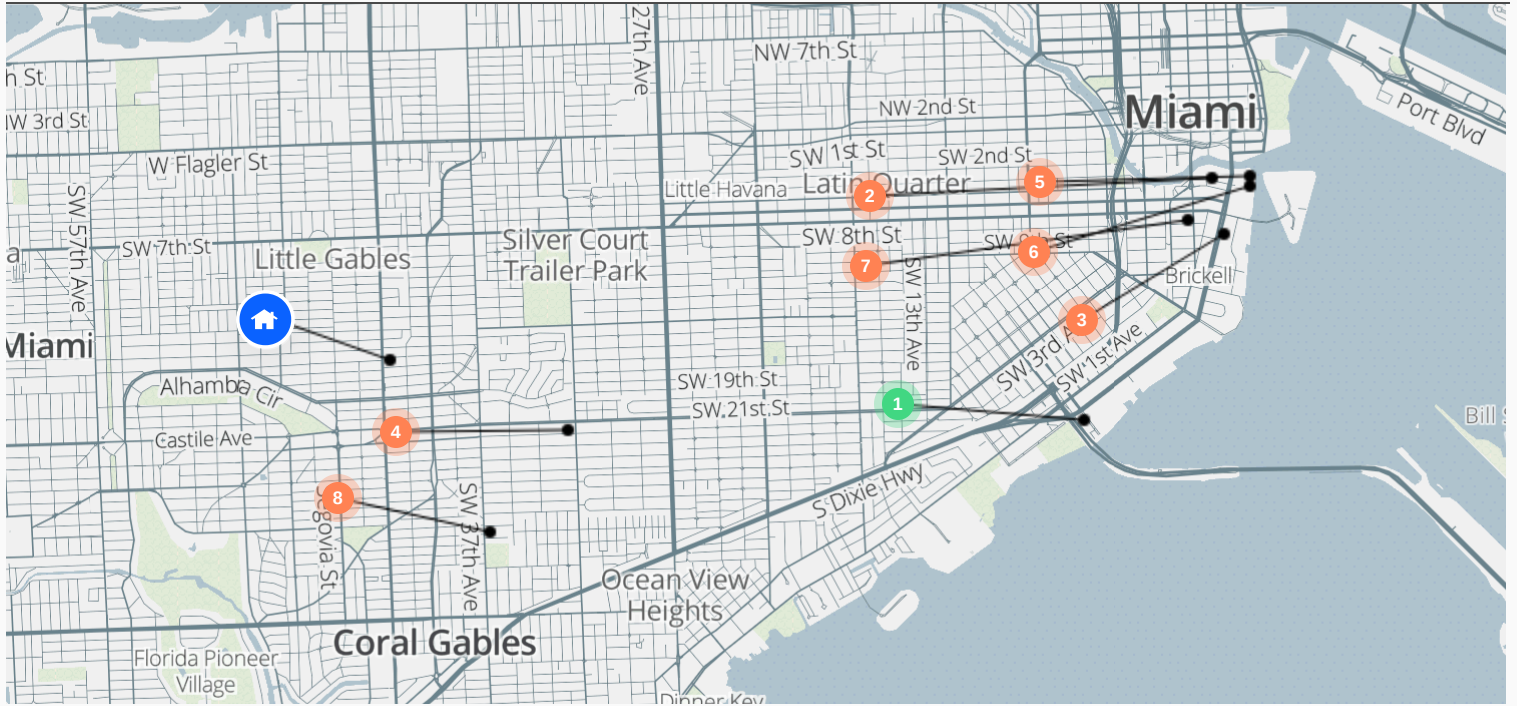 27th Ave
NW 7th St
n St
Miami
Port Blvd
NW 2nd St
NW 3rd St
SW 1st St
SW 2nd St
W Flagler St
5
Little Havana
Latin Quarter
2
SW 57th Ave
SW 7th St
a
Little Gables
Silver Court
Trailer Park
SW 8th St
SW 8th St
6
7
Brickell
SW 13th Ave
3
Miami
SW 3rd A
SW 1st Ave
Alhambra Cir
SW 19th St
1
SW 21st St
Bill S
4
Castile Ave
8
S Dixie Hwy
Segovia St
SW 37th Ave
Ocean View
Heights
Coral Gables
Florida Pioneer
Village
Dinner Key